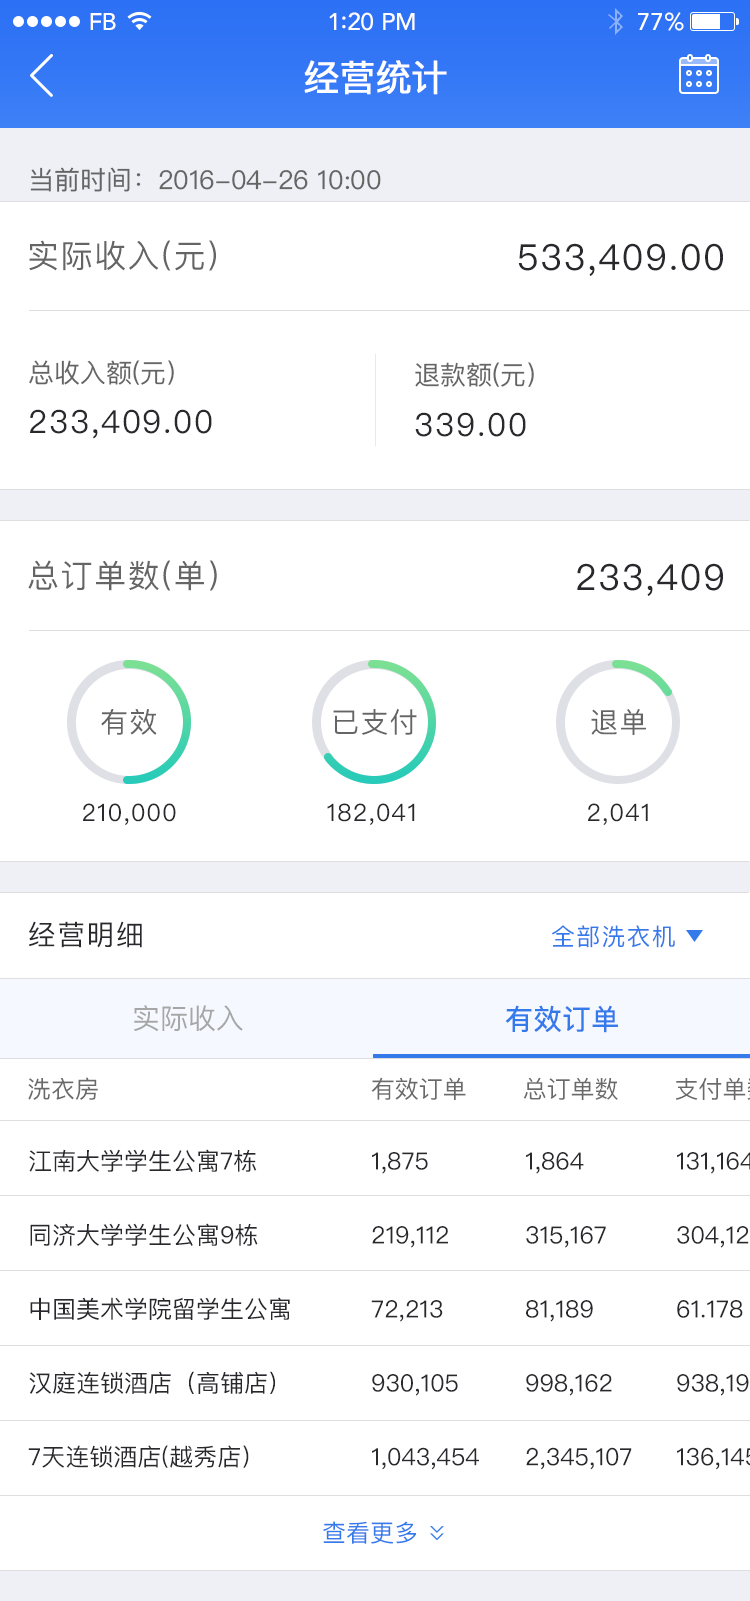 FB 1:20 PM 77%
经营统计
当前时间：2016-04-26 10:00
实际收入(元) 533,409.00
总收入额(元) 退款额(元)
233,409.00 339.00
总订单数(单) 233,409
有效 已支付 退单
210,000 182,041 2,041
经营明细 全部洗衣机
实际收入 有效订单
洗衣房 有效订单 总订单数 支付单
江南大学学生公寓7栋 1,875 1,864 131,164
同济大学学生公寓9栋 219,112 315,167 304,12
中国美术学院留学生公寓 72,213 81,189 61.178
汉庭连锁酒店（高铺店） 930,105 998,162 938,19
7天连锁酒店(越秀店) 1,043,454 2,345,107 136,145
查看更多